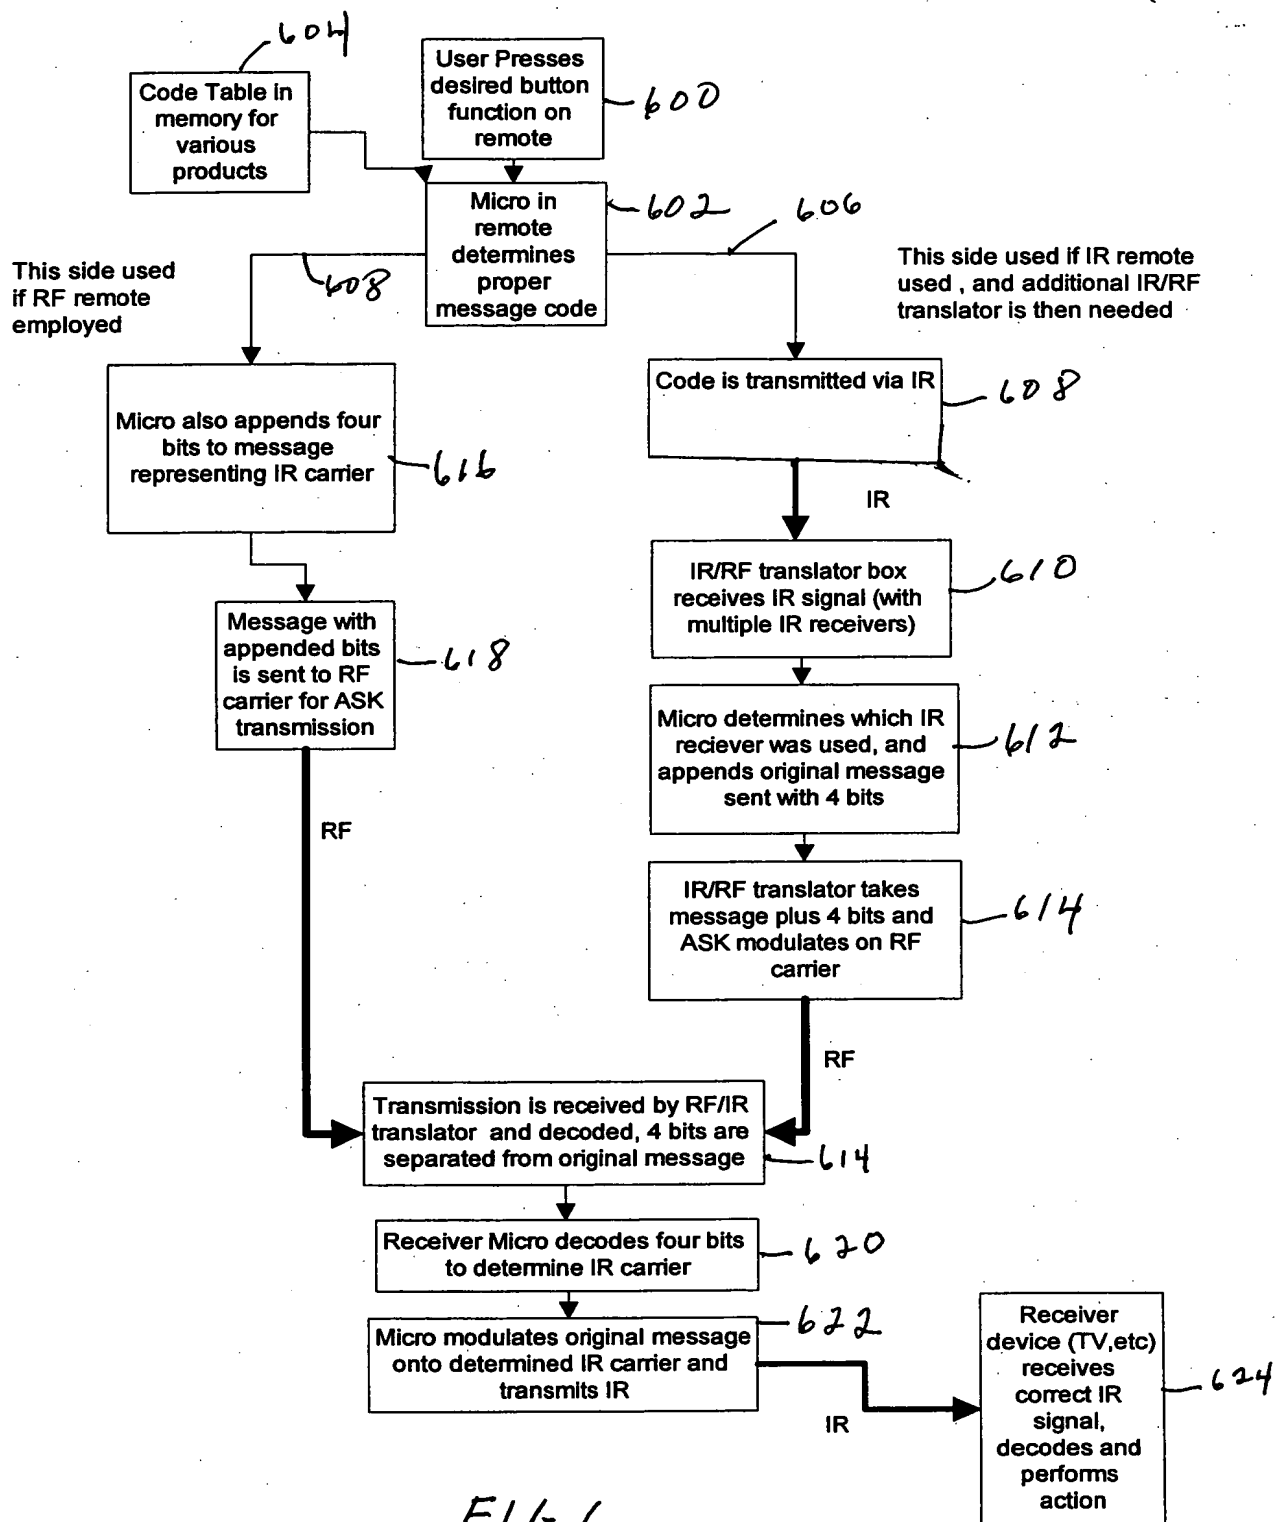 604
Code Table in
memory for
various
products
User Presses
desired button
function on
remote
600
Micro in
remote
determines
proper
message code
602
606
608
This side used
if RF remote
employed
This side used if IR remote
used , and additional IR/RF
translator is then needed
Micro also appends four
bits to message
representing IR carrier
616
Code is transmitted via IR
608
IR
Message with
appended bits
is sent to RF
carrier for ASK
transmission
618
IR/RF translator box
receives IR signal (with
multiple IR receivers)
610
Micro determines which IR
reciever was used, and
appends original message
sent with 4 bits
612
RF
IR/RF translator takes
message plus 4 bits and
ASK modulates on RF
carrier
614
RF
Transmission is received by RF/IR
translator and decoded, 4 bits are
separated from original message
614
Receiver Micro decodes four bits
to determine IR carrier
620
Micro modulates original message
onto determined IR carrier and
transmits IR
622
IR
Receiver
device (TV,etc)
receives
correct IR
signal,
decodes and
performs
action
624